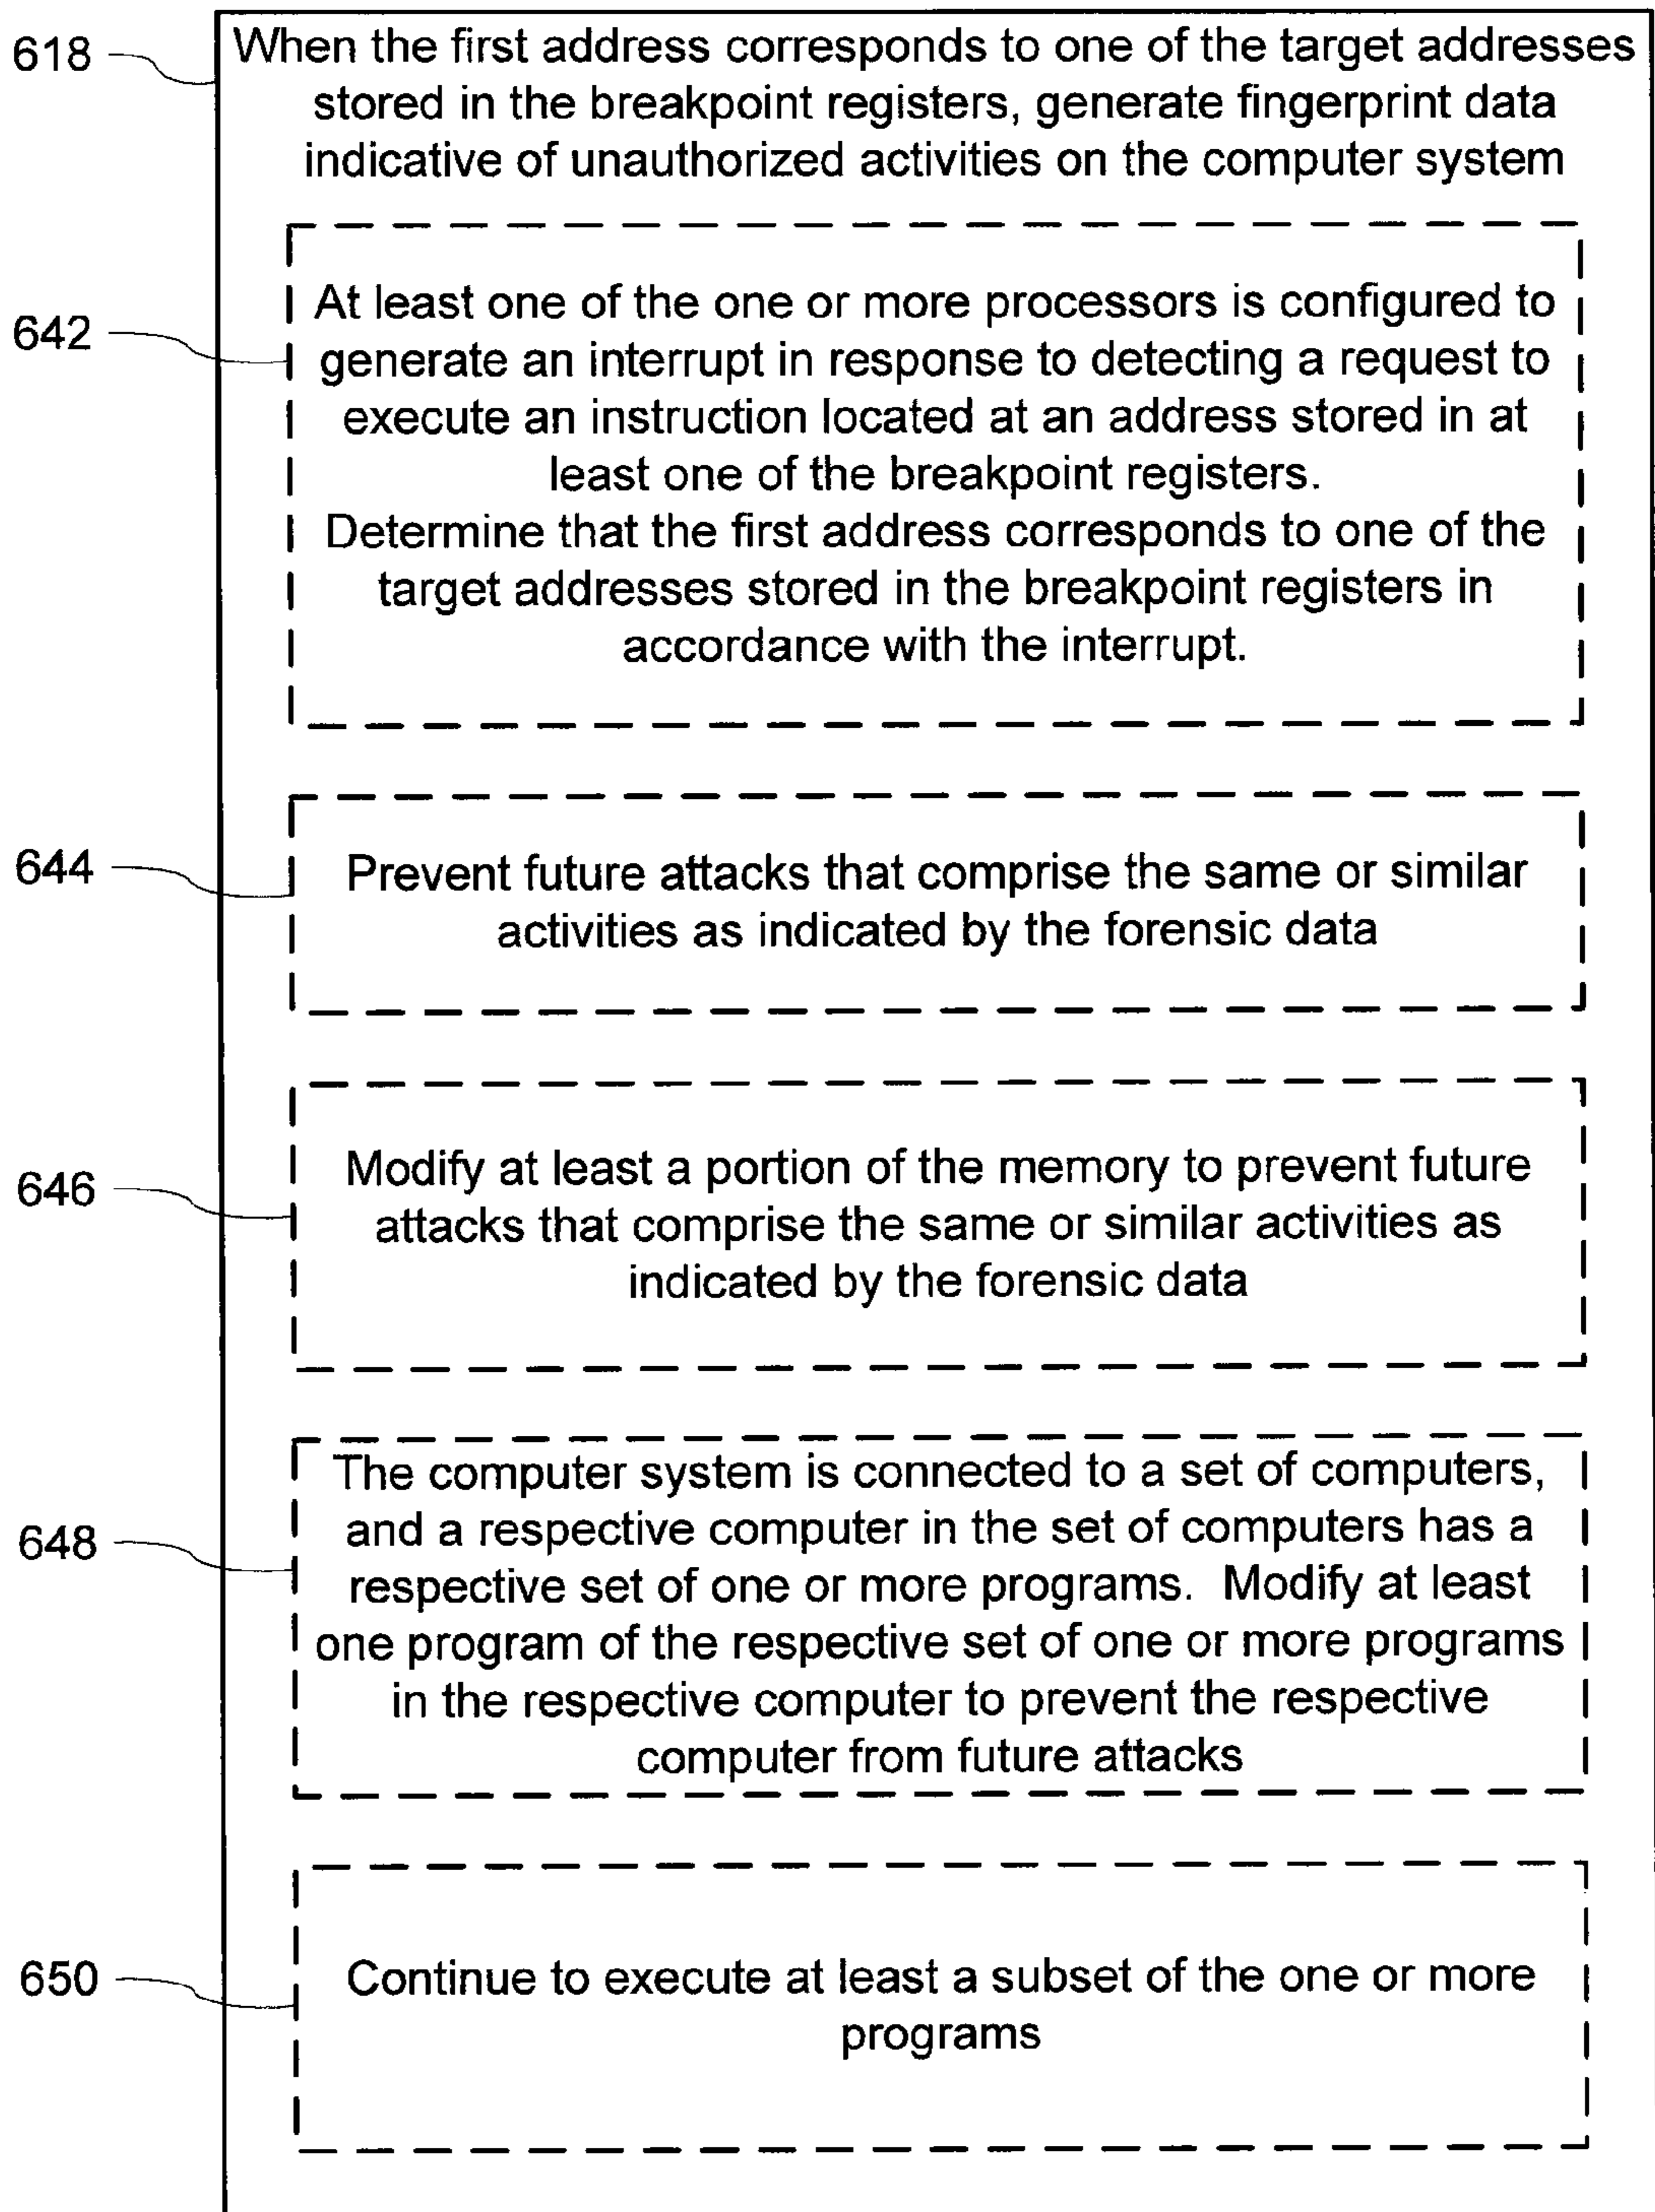 618
When the first address corresponds to one of the target addresses
stored in the breakpoint registers, generate fingerprint data
indicative of unauthorized activities on the computer system
642
At least one of the one or more processors is configured to
generate an interrupt in response to detecting a request to
execute an instruction located at an address stored in at
least one of the breakpoint registers.
Determine that the first address corresponds to one of the
target addresses stored in the breakpoint registers in
accordance with the interrupt.
644
Prevent future attacks that comprise the same or similar
activities as indicated by the forensic data
646
Modify at least a portion of the memory to prevent future
attacks that comprise the same or similar activities as
indicated by the forensic data
648
The computer system is connected to a set of computers,
and a respective computer in the set of computers has a
respective set of one or more programs. Modify at least
one program of the respective set of one or more programs
in the respective computer to prevent the respective
computer from future attacks
650
Continue to execute at least a subset of the one or more
programs